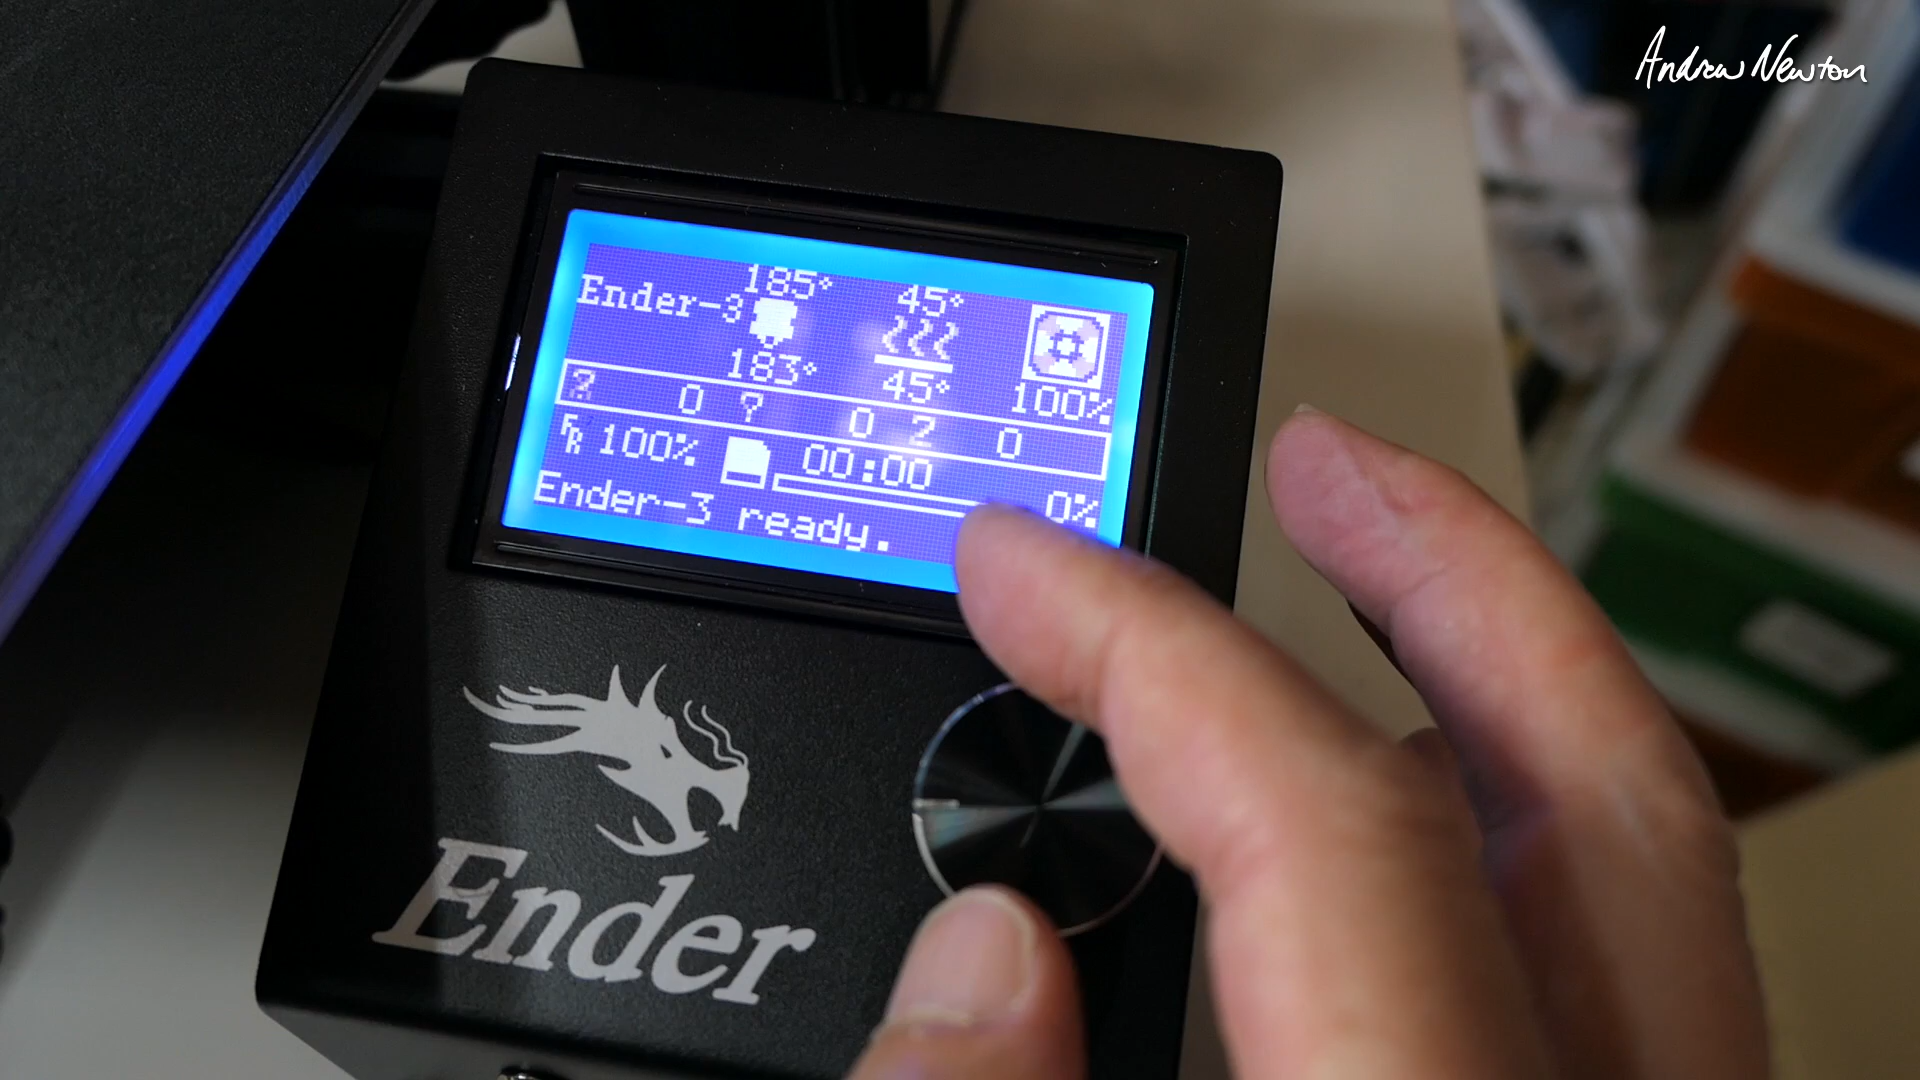 Andrew Newton
185° 45°
Ender-3
183° 45° 100%
? 0 ? 0 ? 0
FR 100% 00:00
0%
Ender-3 ready.
Ender